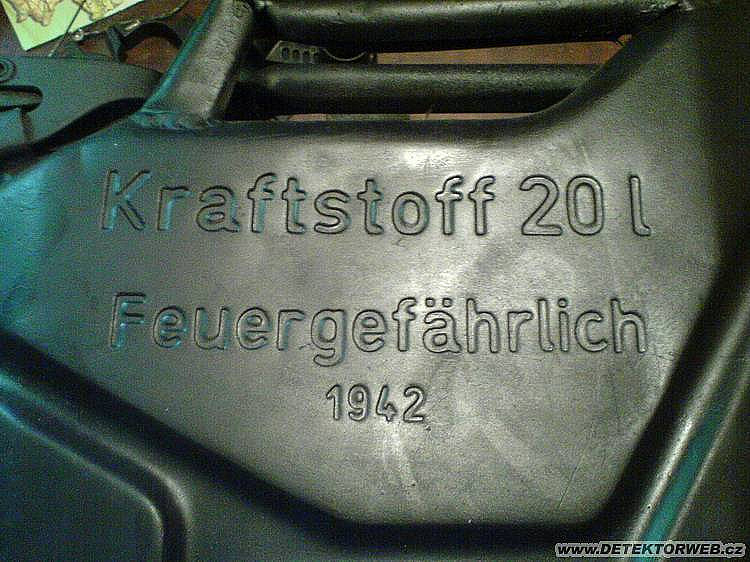 Kraftstoff 20 l
Feuergefährlich
1942
www.DETEKTORWEB.cz